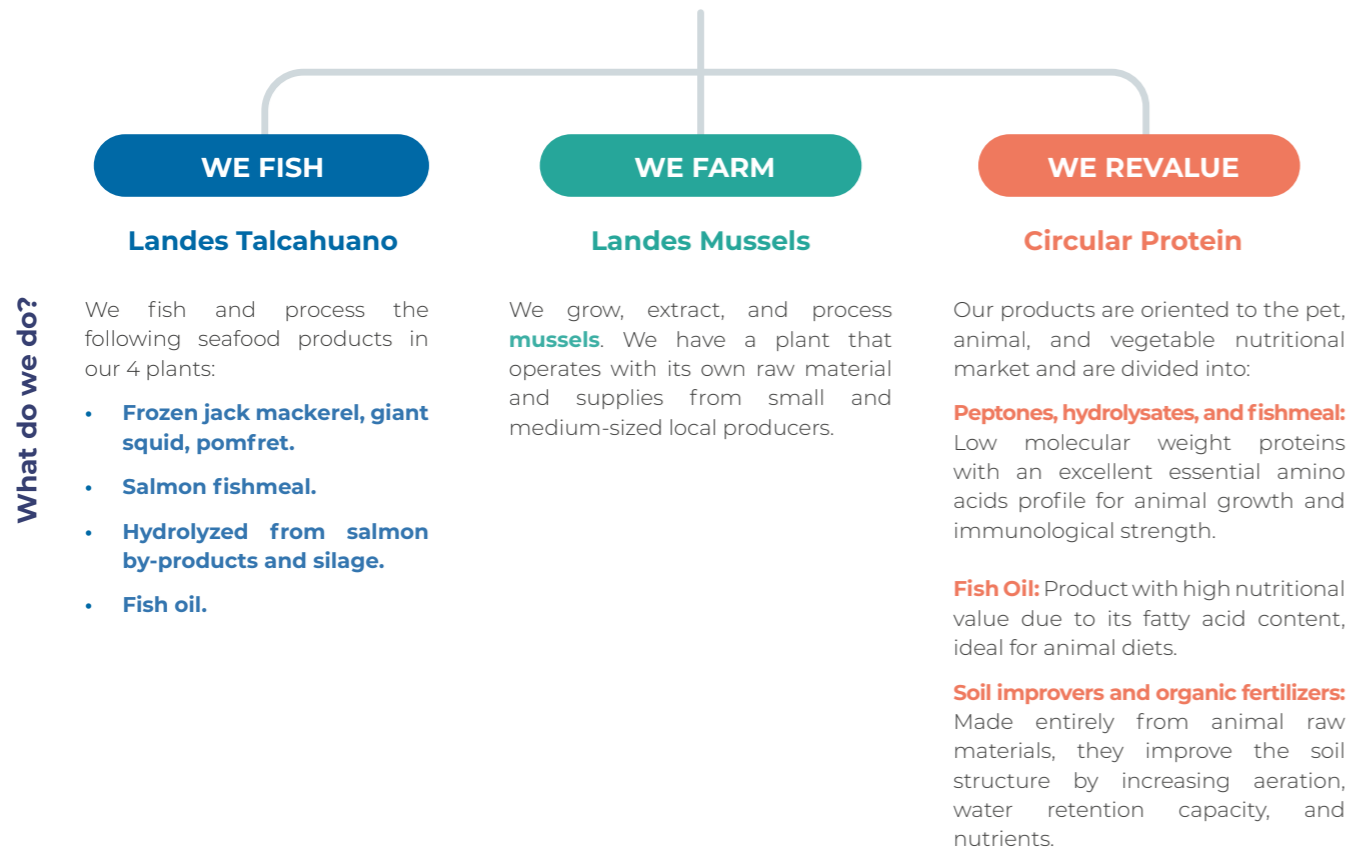 What do we do?
WE FISH
Landes Talcahuano
We fish and process the
following seafood products in
our 4 plants:
• Frozen jack mackerel, giant
squid, pomfret.
• Salmon fishmeal.
• Hydrolyzed from salmon
by-products and silage.
• Fish oil.
WE FARM
Landes Mussels
We grow, extract, and process
mussels. We have a plant that
operates with its own raw material
and supplies from small and
medium-sized local producers.
WE REVALUE
Circular Protein
Our products are oriented to the pet,
animal, and vegetable nutritional
market and are divided into:
Peptones, hydrolysates, and fishmeal:
Low molecular weight proteins
with an excellent essential amino
acids profile for animal growth and
immunological strength.
Fish Oil: Product with high nutritional
value due to its fatty acid content,
ideal for animal diets.
Soil improvers and organic fertilizers:
Made entirely from animal raw
materials, they improve the soil
structure by increasing aeration,
water retention capacity, and
nutrients.